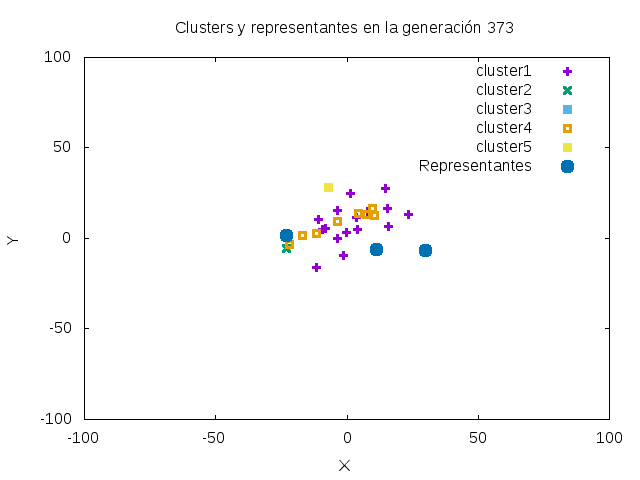 Clusters y representantes en la generación 373
100
50
0
-50
-100
-100 -50 0 50 100
Y
X
cluster1
cluster2
cluster3
cluster4
cluster5
Representantes